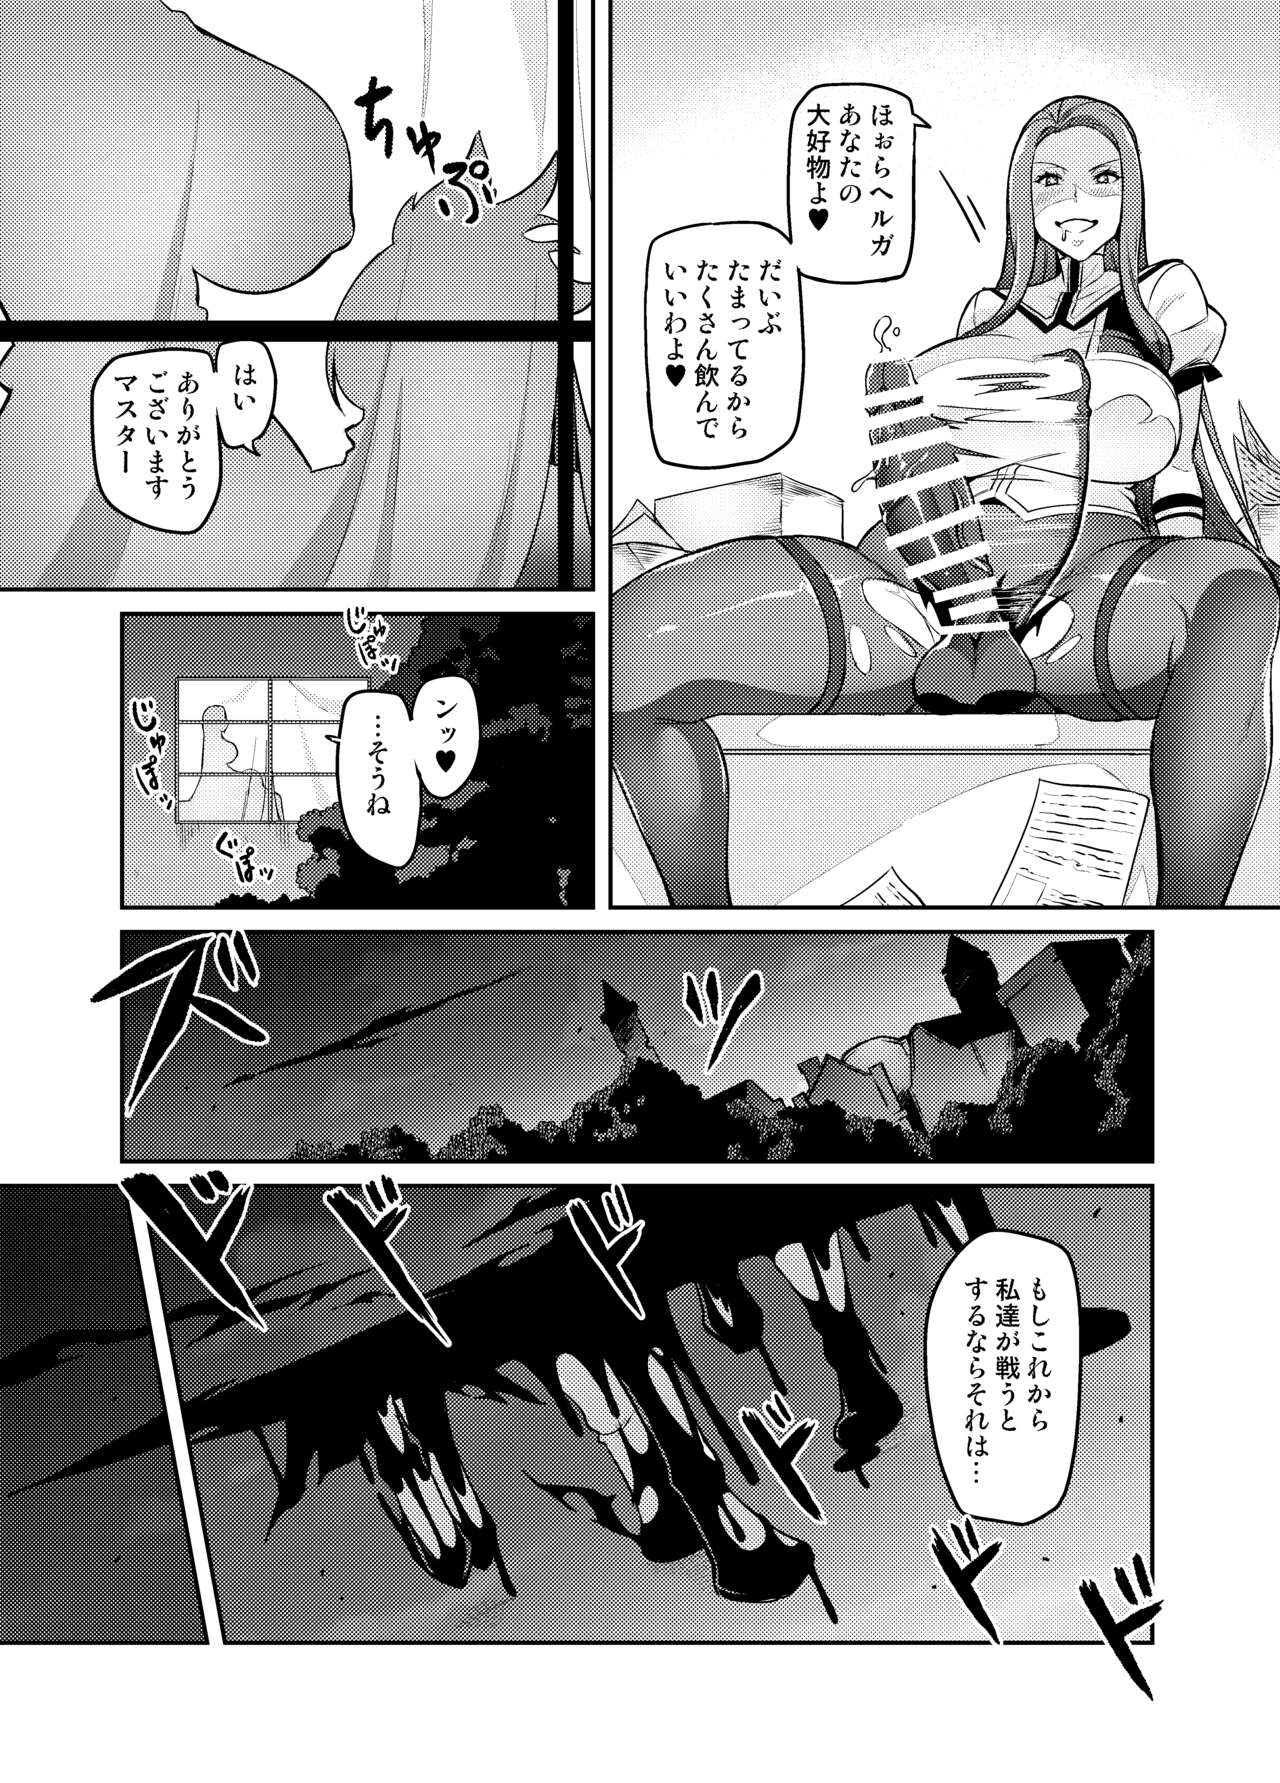 ほぉらヘルガ
あなたの
大好物よ♥
だいぶ
たまってるから
たくさん飲んで
いいわよ♥
ちゅぷ
はい
ありがとう
ございます
マスター
じゅぽッ
ンッ♥
…そうね
じゅぽッ
ぐぽッ
ズッ
もしこれから
私達が戦うと
するならそれは…
ド
ド
ド
ド
ド
ド